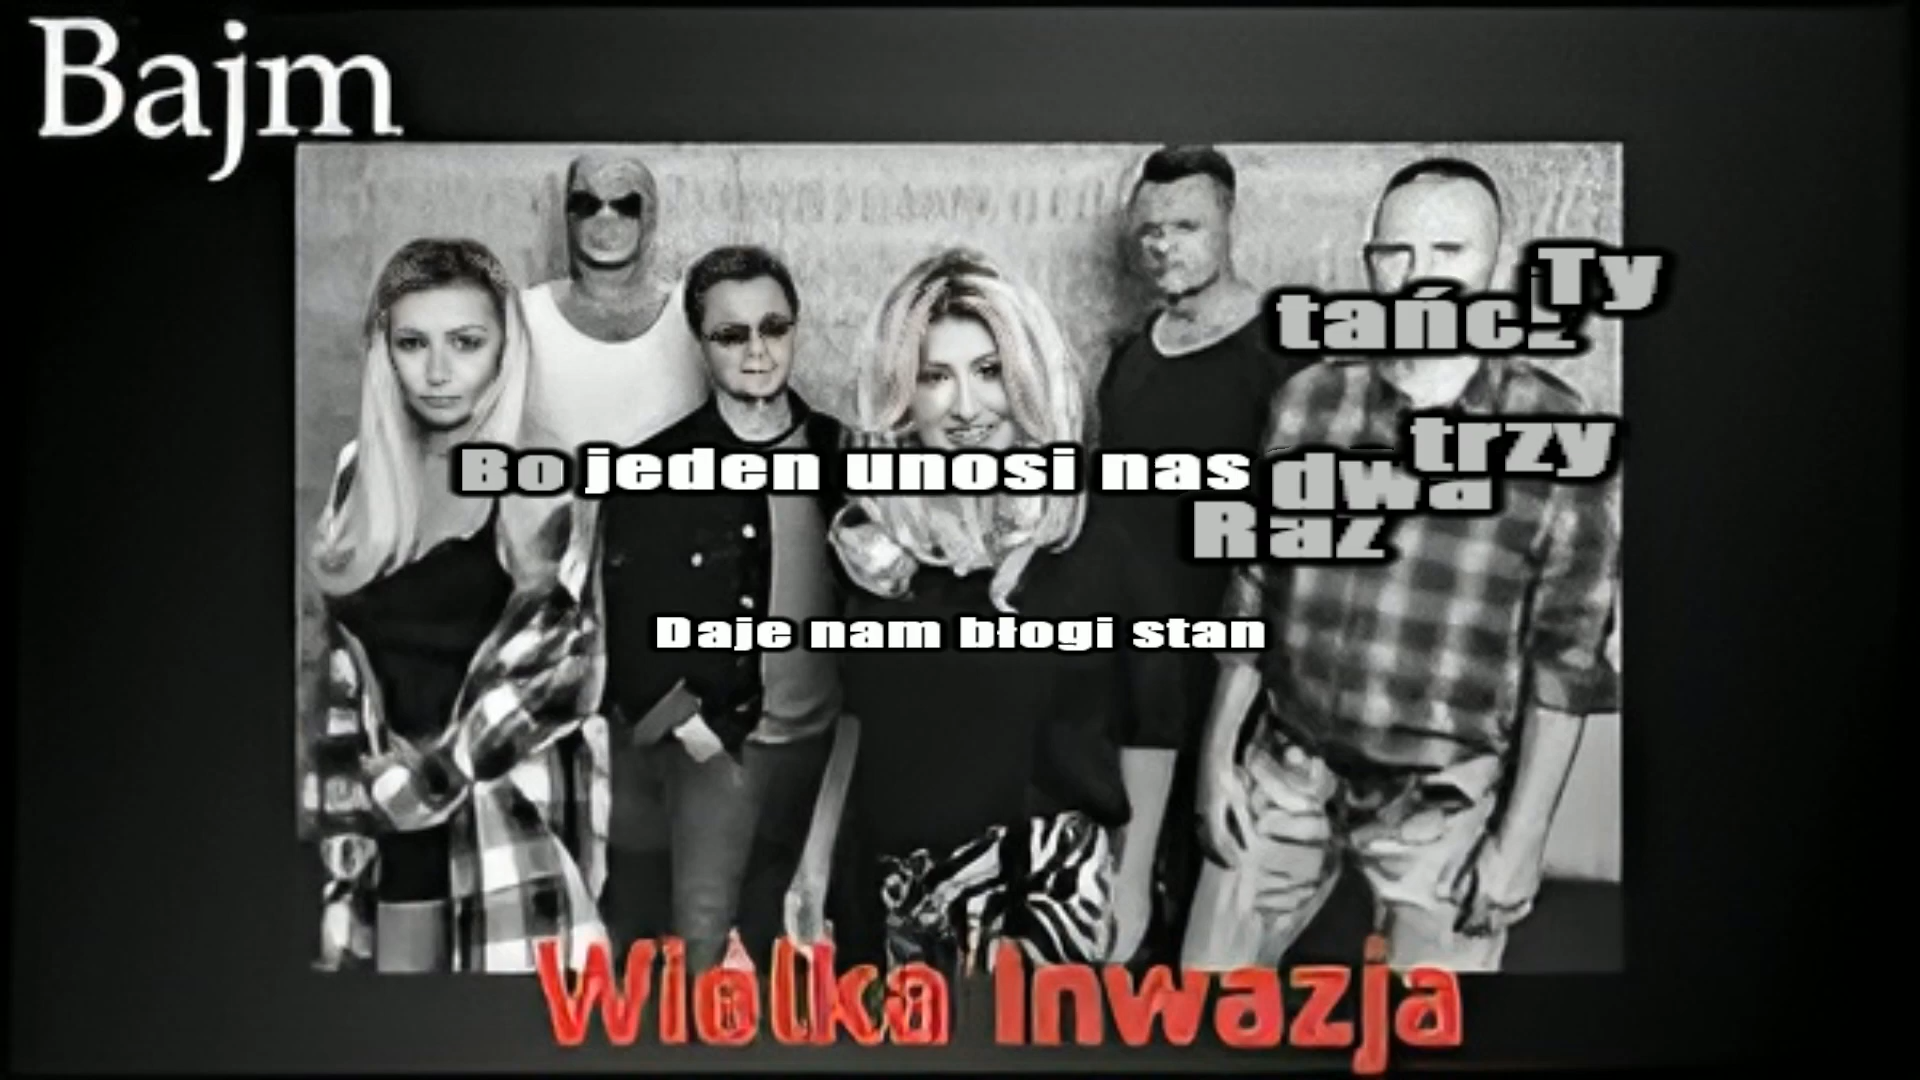 Bajm
Ty
tańcz
trzy
Bo jeden unosi nas
dwa
Raz
Daje nam błogi stan
Wielka Inwazja